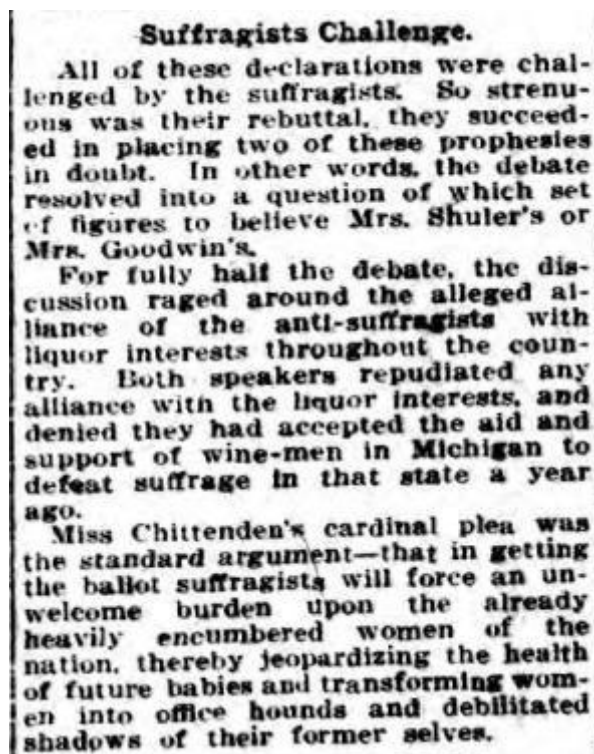 Suffragists Challenge.
All of these declarations were chal-
lenged by the suffragists. So strenu-
ous was their rebuttal, they succeed-
ed in placing two of these prophesies
in doubt. In other words, the debate
resolved into a question of which set
of figures to believe Mrs. Shuler's or
Mrs. Goodwin's.
For fully half the debate, the dis-
cussion raged around the alleged al-
liance of the anti-suffragists with
liquor interests throughout the coun-
try. Both speakers repudiated any
alliance with the liquor interests, and
denied they had accepted the aid and
support of wine-men in Michigan to
defeat suffrage in that state a year
ago.
Miss Chittenden's cardinal plea was
the standard argument—that in getting
the ballot suffragists will force an un-
welcome burden upon the already
heavily encumbered women of the
nation, thereby jeopardizing the health
of future babies and transforming wom-
en into office hounds and debilitated
shadows of their former selves.